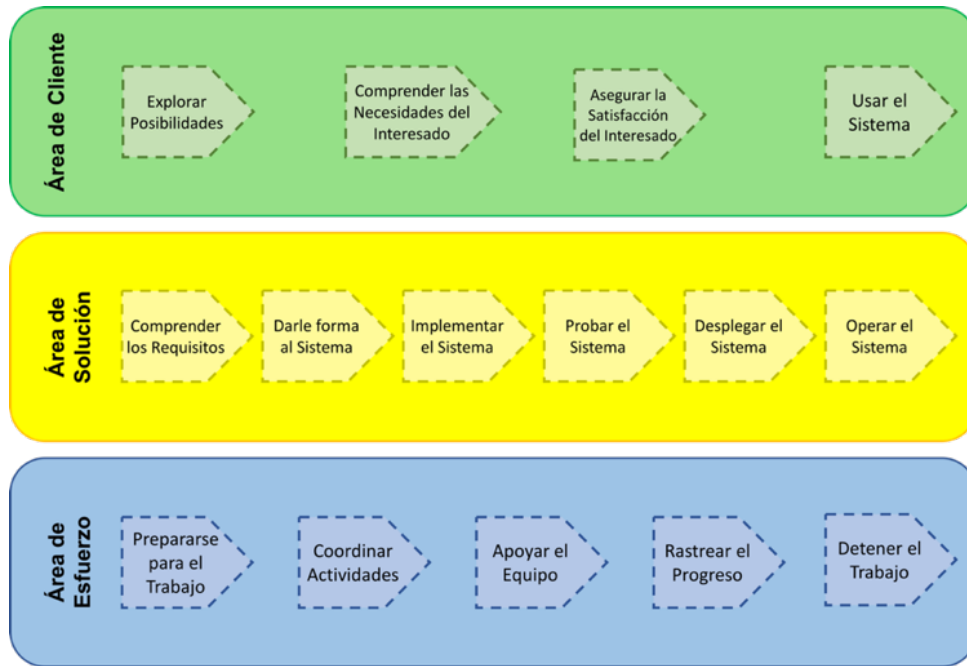 Área de Cliente
Explorar
Posibilidades
Comprender las
Necesidades del
Interesado
Asegurar la
Satisfacción
del Interesado
Usar el
Sistema
Área de
Solución
Comprender
los Requisitos
Darle forma
al Sistema
Implementar
el Sistema
Probar el
Sistema
Desplegar el
Sistema
Operar el
Sistema
Área de
Esfuerzo
Prepararse
para el
Trabajo
Coordinar
Actividades
Apoyar el
Equipo
Rastrear el
Progreso
Detener el
Trabajo